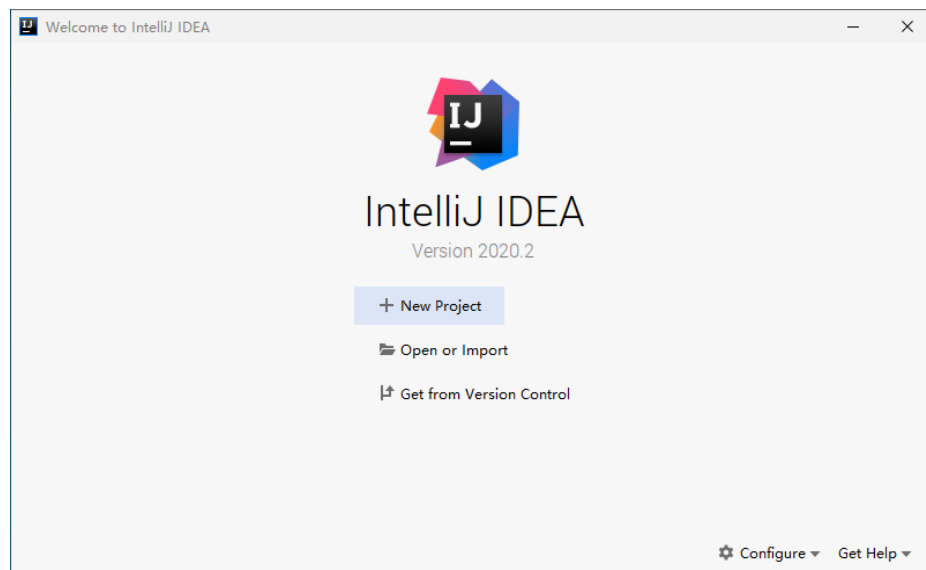 Welcome to IntelliJ IDEA
IJ
IntelliJ IDEA
Version 2020.2
New Project
Open or Import
Get from Version Control
Configure Get Help